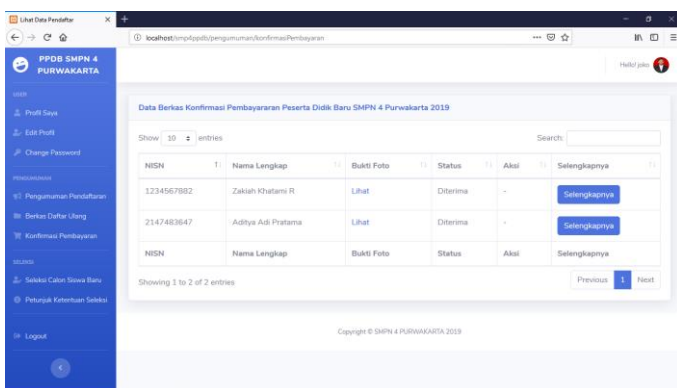 Lihat Data Pendaftar
localhost/smp4ppdb/pengumuman/konfirmasiPembayaran
PPDB SMPN 4
PURWAKARTA
Hello! joko
USER
Profil Saya
Edit Profil
Change Password
PENGUMUMAN
Pengumuman Pendaftaran
Berkas Daftar Ulang
Konfirmasi Pembayaran
SELEKSI
Seleksi Calon Siswa Baru
Petunjuk Ketentuan Seleksi
Logout
Data Berkas Konfirmasi Pembayararan Peserta Didik Baru SMPN 4 Purwakarta 2019
Show 10 entries
Search:
NISN Nama Lengkap Bukti Foto Status Aksi Selengkapnya
1234567882 Zakiah Khatami R Lihat Diterima - Selengkapnya
2147483647 Aditya Adi Pratama Lihat Diterima - Selengkapnya
NISN Nama Lengkap Bukti Foto Status Aksi Selengkapnya
Showing 1 to 2 of 2 entries
Previous 1 Next
Copyright © SMPN 4 PURWAKARTA 2019